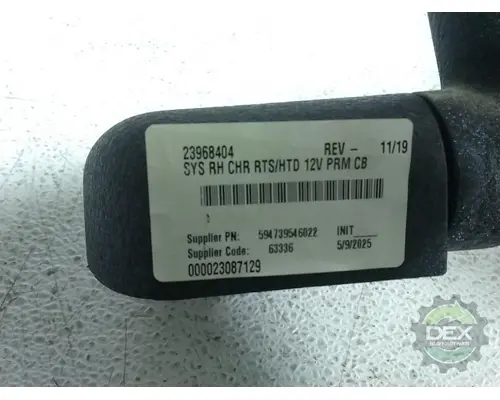 23968404 REV - 11/19
SYS RH CHR RTS/HTD 12V PRM CB
Supplier PN: 594739546022 INIT____
Supplier Code: 63336 5/9/2025
000023087129
DEX